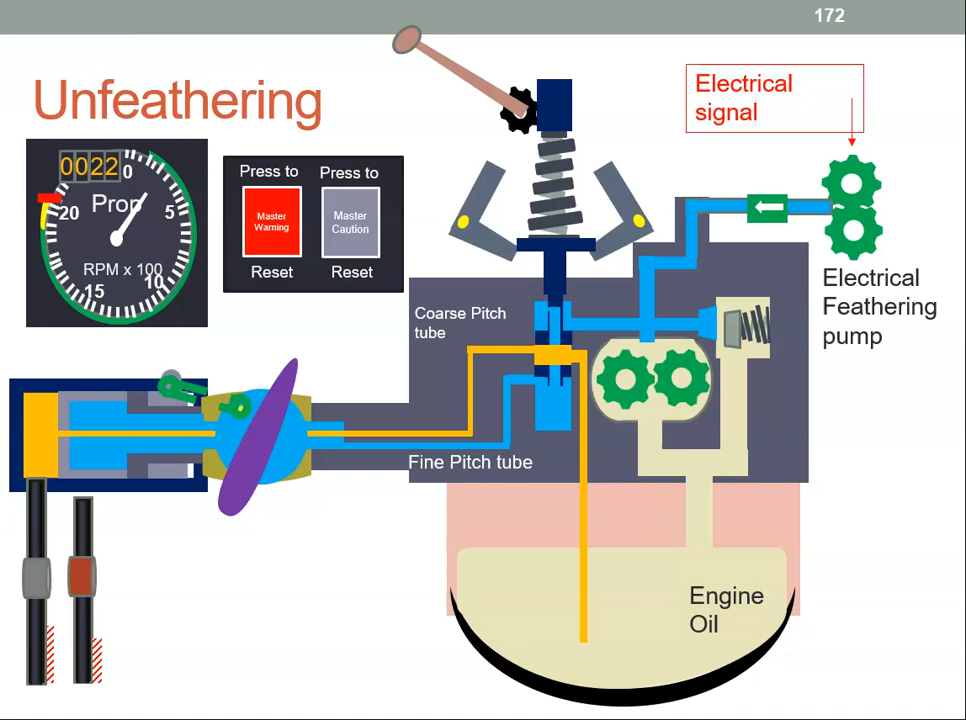 172
Unfeathering
Electrical
signal
0022
0
Prop
5
20
RPM x 100
10
15
Press to
Master
Warning
Reset
Press to
Master
Caution
Reset
Coarse Pitch
tube
Electrical
Feathering
pump
Fine Pitch tube
Engine
Oil